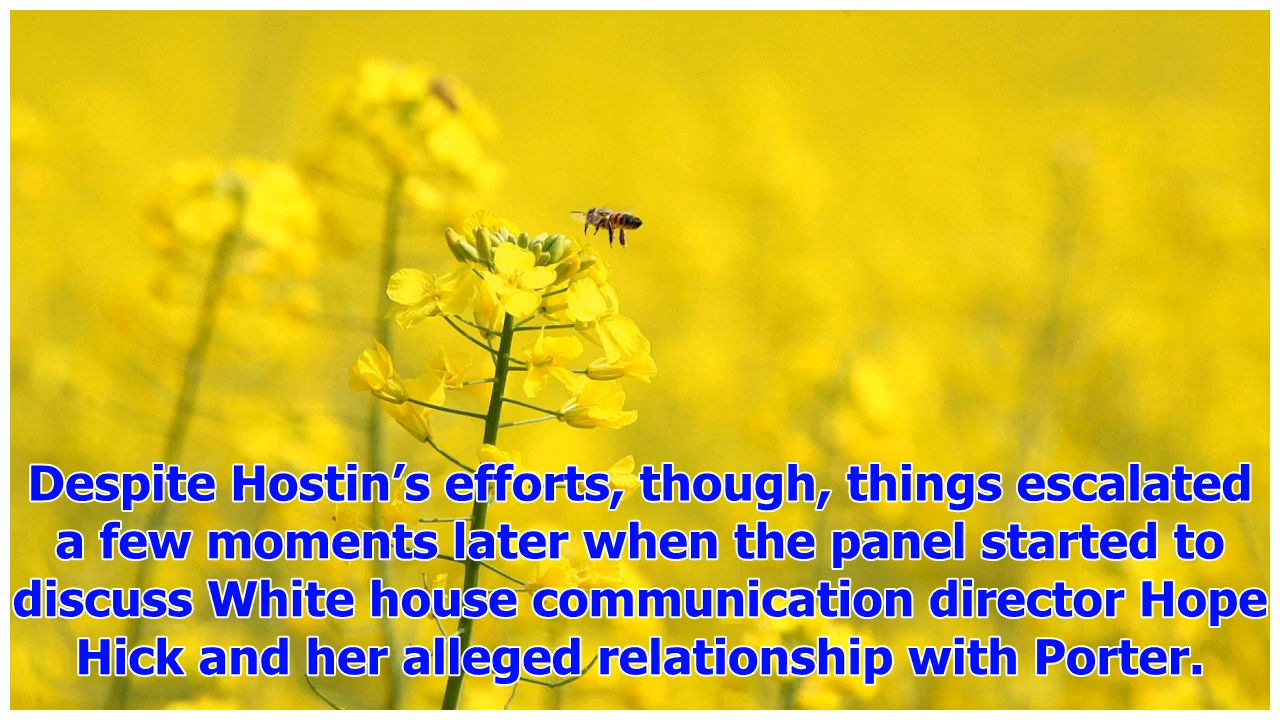 Despite Hostin’s efforts, though, things escalated
a few moments later when the panel started to
discuss White house communication director Hope
Hick and her alleged relationship with Porter.